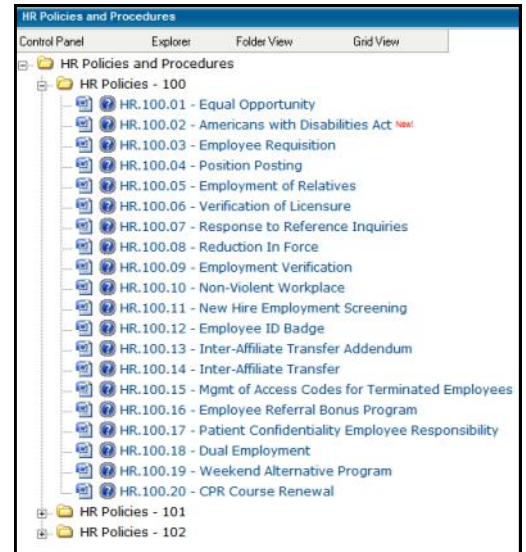 HR Policies and Procedures
Control Panel Explorer Folder View Grid View
HR Policies and Procedures
HR Policies - 100
HR.100.01 - Equal Opportunity
HR.100.02 - Americans with Disabilities Act New!
HR.100.03 - Employee Requisition
HR.100.04 - Position Posting
HR.100.05 - Employment of Relatives
HR.100.06 - Verification of Licensure
HR.100.07 - Response to Reference Inquiries
HR.100.08 - Reduction In Force
HR.100.09 - Employment Verification
HR.100.10 - Non-Violent Workplace
HR.100.11 - New Hire Employment Screening
HR.100.12 - Employee ID Badge
HR.100.13 - Inter-Affiliate Transfer Addendum
HR.100.14 - Inter-Affiliate Transfer
HR.100.15 - Mgmt of Access Codes for Terminated Employees
HR.100.16 - Employee Referral Bonus Program
HR.100.17 - Patient Confidentiality Employee Responsibility
HR.100.18 - Dual Employment
HR.100.19 - Weekend Alternative Program
HR.100.20 - CPR Course Renewal
HR Policies - 101
HR Policies - 102